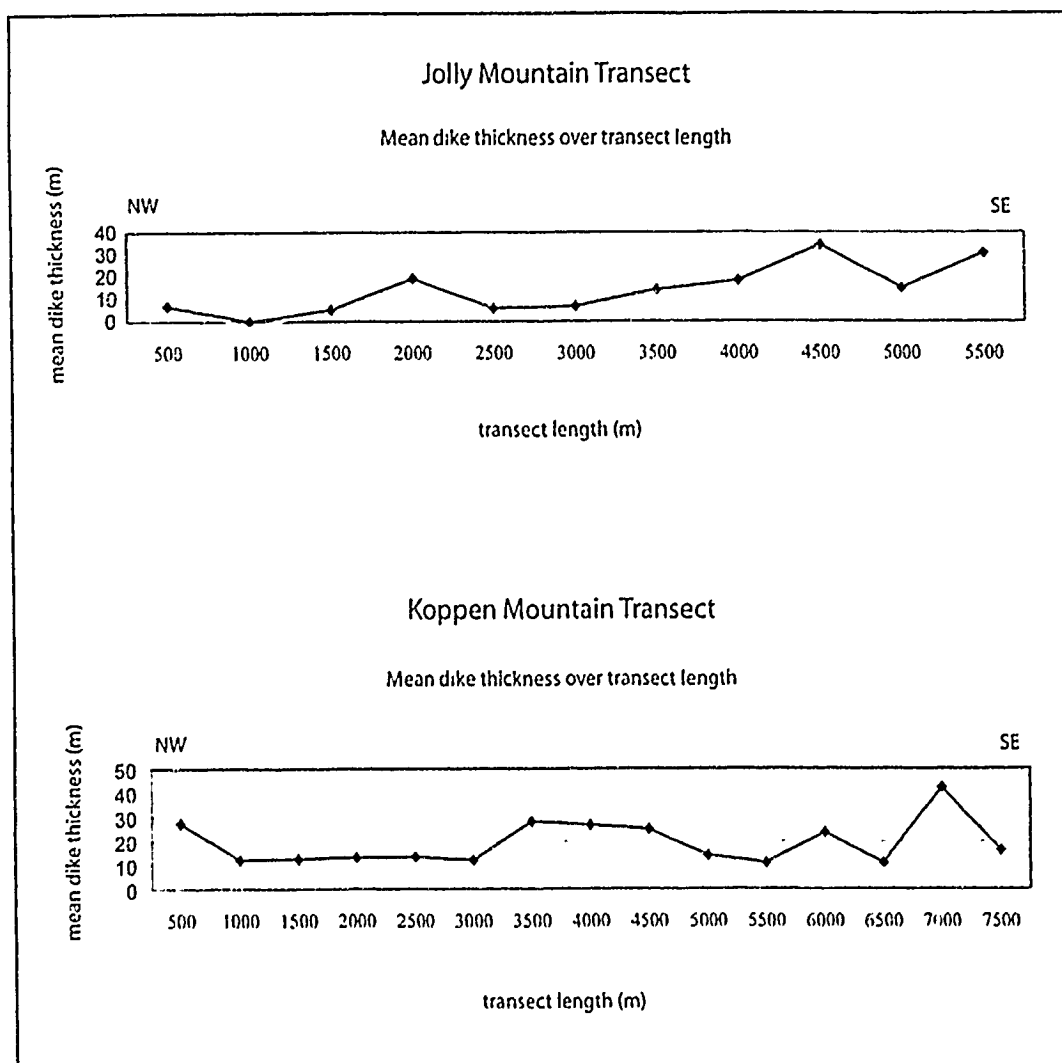 Jolly Mountain Transect
Mean dike thickness over transect length
mean dike thickness (m)
NW
SE
40
30
20
10
0
500 1000 1500 2000 2500 3000 3500 4000 4500 5000 5500
transect length (m)
Koppen Mountain Transect
Mean dike thickness over transect length
mean dike thickness (m)
NW
SE
50
40
30
20
10
0
500 1000 1500 2000 2500 3000 3500 4000 4500 5000 5500 6000 6500 7000 7500
transect length (m)